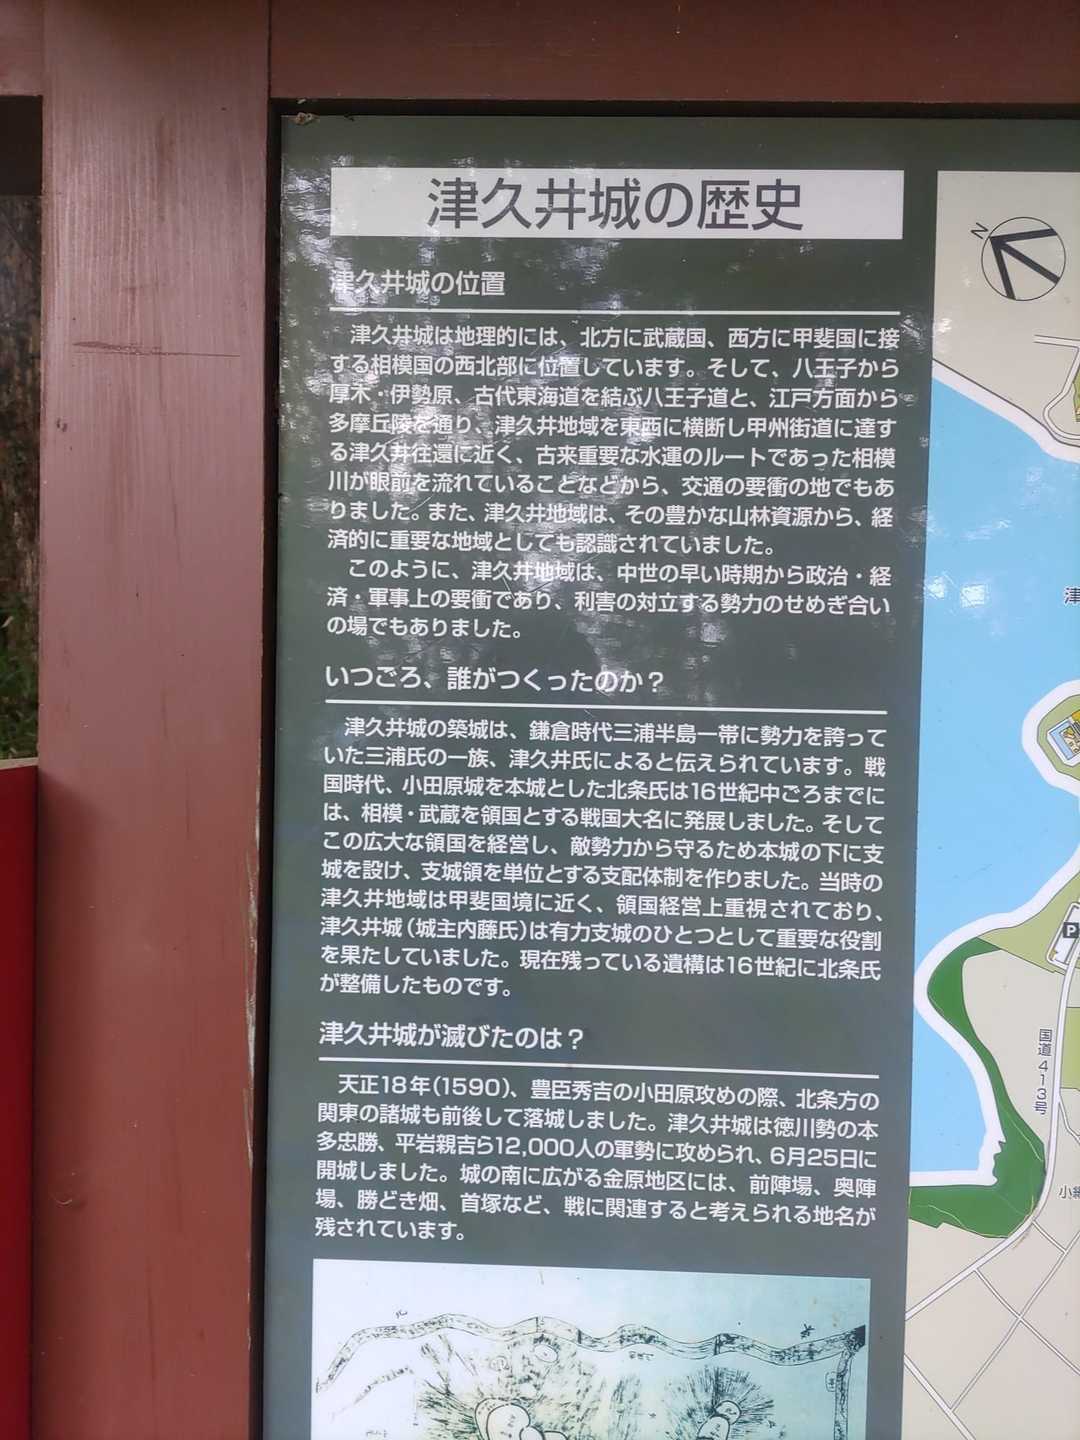 津久井城の歴史
津久井城の位置
津久井城は地理的には、北方に武蔵国、西方に甲斐国に接
する相模国の西北部に位置しています。そして、八王子から
厚木・伊勢原、古代東海道を結ぶ八王子道と、江戸方面から
多摩丘陵を通り、津久井地域を東西に横断し甲州街道に達す
る津久井往還に近く、古来重要な水運のルートであった相模
川が眼前を流れていることなどから、交通の要衝の地でもあ
りました。また、津久井地域は、その豊かな山林資源から、経
済的に重要な地域としても認識されていました。
このように、津久井地域は、中世の早い時期から政治・経
済・軍事上の要衝であり、利害の対立する勢力のせめぎ合い
の場でもありました。
いつごろ、誰がつくったのか？
津久井城の築城は、鎌倉時代三浦半島一帯に勢力を誇って
いた三浦氏の一族、津久井氏によると伝えられています。戦
国時代、小田原城を本城とした北条氏は16世紀中ごろまでに
は、相模・武蔵を領国とする戦国大名に発展しました。そして
この広大な領国を経営し、敵勢力から守るため本城の下に支
城を設け、支城領を単位とする支配体制を作りました。当時の
津久井地域は甲斐国境に近く、領国経営上重視されており、
津久井城（城主内藤氏）は有力支城のひとつとして重要な役割
を果たしていました。現在残っている遺構は16世紀に北条氏
が整備したものです。
津久井城が滅びたのは？
天正18年（1590）、豊臣秀吉の小田原攻めの際、北条方の
関東の諸城も前後して落城しました。津久井城は徳川勢の本
多忠勝、平岩親吉ら12,000人の軍勢に攻められ、6月25日に
開城しました。城の南に広がる金原地区には、前陣場、奥陣
場、勝どき畑、首塚など、戦に関連すると考えられる地名が
残されています。
N
津
P
国道413号
小